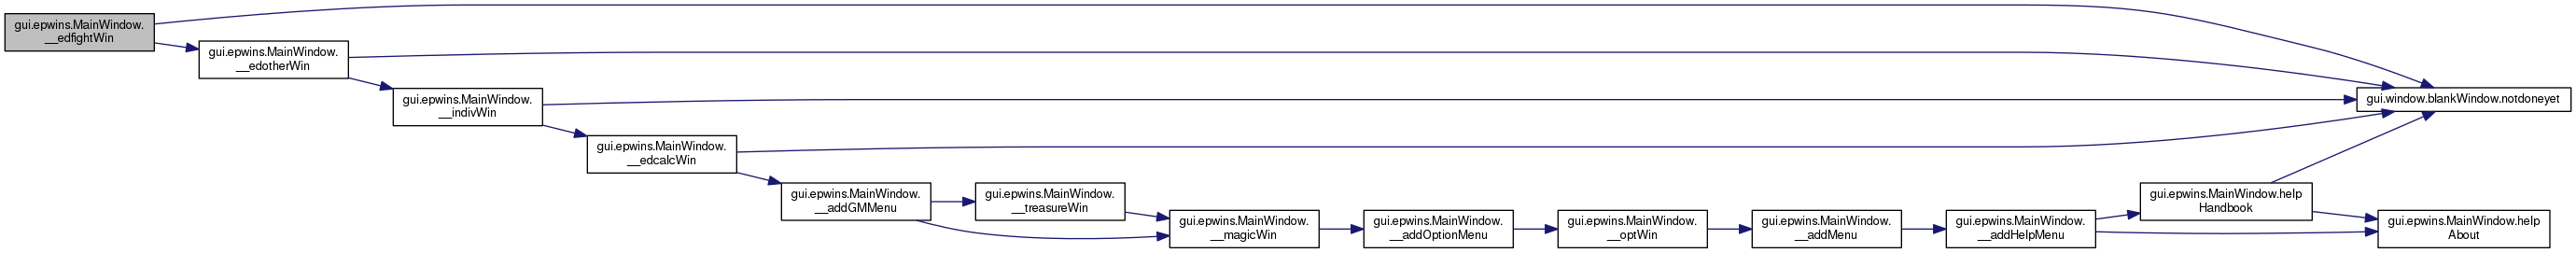 gui.epwins.MainWindow.
__edfightWin
gui.epwins.MainWindow.
__edotherWin
gui.epwins.MainWindow.
__indivWin
gui.window.blankWindow.notdoneyet
gui.epwins.MainWindow.
__edcalcWin
gui.epwins.MainWindow.
__addGMMenu
gui.epwins.MainWindow.
__treasureWin
gui.epwins.MainWindow.
__magicWin
gui.epwins.MainWindow.
__addOptionMenu
gui.epwins.MainWindow.
__optWin
gui.epwins.MainWindow.
__addMenu
gui.epwins.MainWindow.
__addHelpMenu
gui.epwins.MainWindow.help
Handbook
gui.epwins.MainWindow.help
About